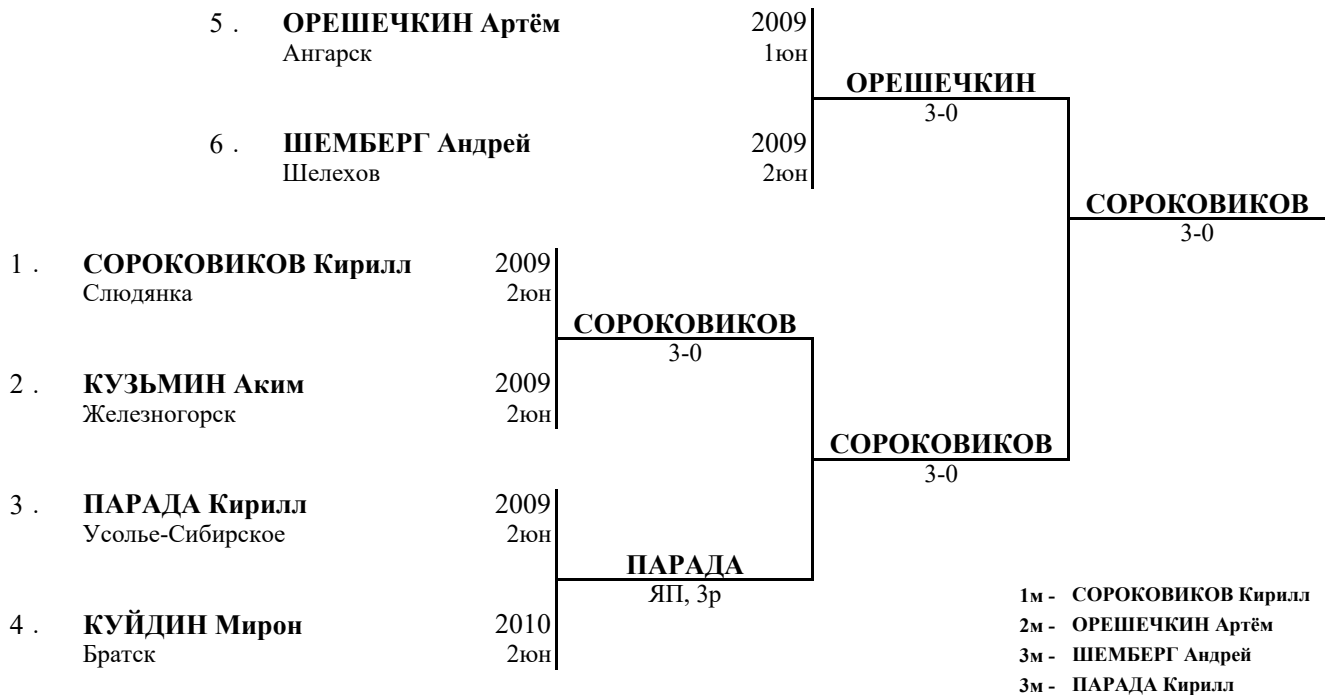 5 . ОРЕШЕЧКИН Артём 2009
Ангарск 1юн
ОРЕШЕЧКИН
3-0
6 . ШЕМБЕРГ Андрей 2009
Шелехов 2юн
СОРОКОВИКОВ
3-0
1 . СОРОКОВИКОВ Кирилл 2009
Слюдянка 2юн
СОРОКОВИКОВ
3-0
2 . КУЗЬМИН Аким 2009
Железногорск 2юн
СОРОКОВИКОВ
3-0
3 . ПАРАДА Кирилл 2009
Усолье-Сибирское 2юн
ПАРАДА
ЯП, 3р
4 . КУЙДИН Мирон 2010
Братск 2юн
1м - СОРОКОВИКОВ Кирилл
2м - ОРЕШЕЧКИН Артём
3м - ШЕМБЕРГ Андрей
3м - ПАРАДА Кирилл